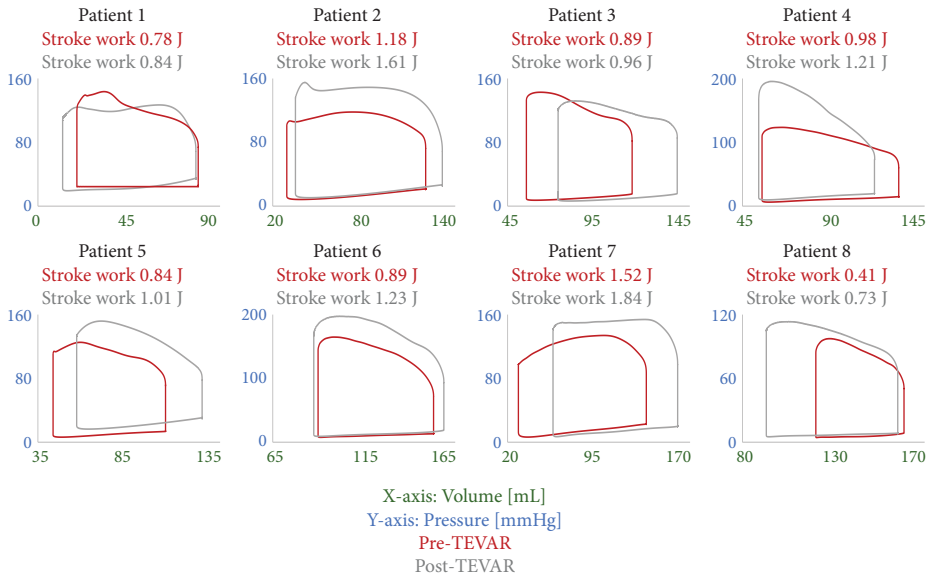 Patient 1
Stroke work 0.78 J
Stroke work 0.84 J
160
80
0
0
45
90
Patient 2
Stroke work 1.18 J
Stroke work 1.61 J
160
80
0
20
80
140
Patient 3
Stroke work 0.89 J
Stroke work 0.96 J
160
80
0
45
95
145
Patient 4
Stroke work 0.98 J
Stroke work 1.21 J
200
100
0
45
90
145
Patient 5
Stroke work 0.84 J
Stroke work 1.01 J
160
80
0
35
85
135
Patient 6
Stroke work 0.89 J
Stroke work 1.23 J
200
100
0
65
115
165
Patient 7
Stroke work 1.52 J
Stroke work 1.84 J
160
80
0
20
95
170
Patient 8
Stroke work 0.41 J
Stroke work 0.73 J
120
60
0
80
130
170
X-axis: Volume [mL]
Y-axis: Pressure [mmHg]
Pre-TEVAR
Post-TEVAR